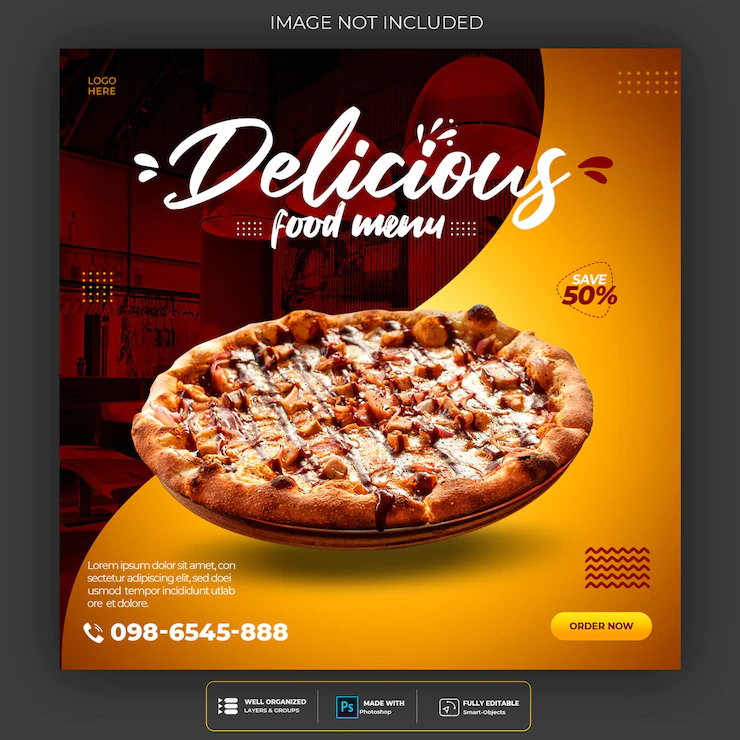 IMAGE NOT INCLUDED
LOGO
HERE
Delicious
food menu
SAVE
50%
Lorem ipsum dolor sit amet, con
sectetur adipiscing elit, sed doei
usmod tempor incididunt utlab
ore et dolore.
098-6545-888
ORDER NOW
WELL ORGANIZED
LAYERS & GROUPS
Ps
MADE WITH
Photoshop
FULLY EDITABLE
Smart-Objects